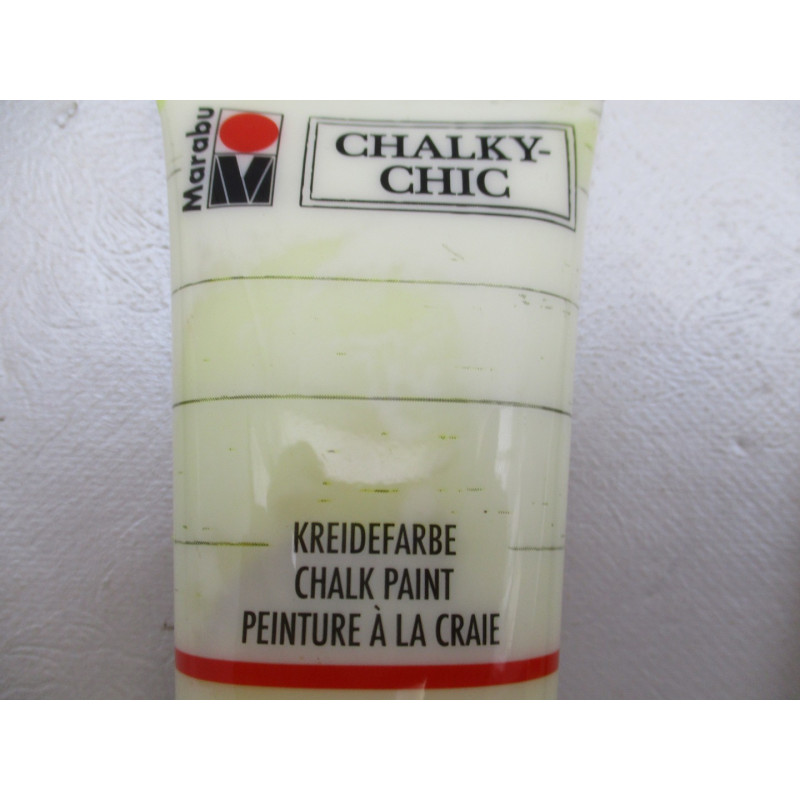 Marabu
CHALKY-
CHIC
KREIDEFARBE
CHALK PAINT
PEINTURE À LA CRAIE